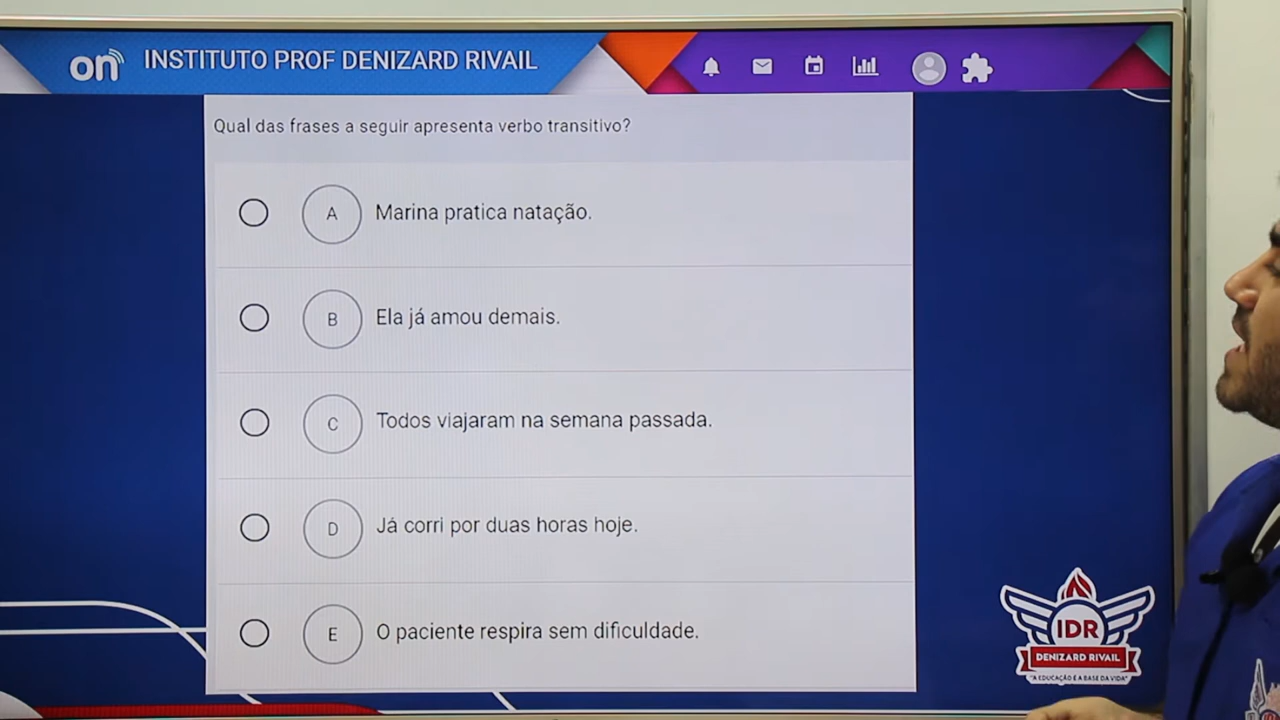 on INSTITUTO PROF DENIZARD RIVAIL
Qual das frases a seguir apresenta verbo transitivo?
A Marina pratica natação.
B Ela já amou demais.
C Todos viajaram na semana passada.
D Já corri por duas horas hoje.
E O paciente respira sem dificuldade.
IDR
DENIZARD RIVAIL
"A EDUCAÇÃO É A BASE DA VIDA"